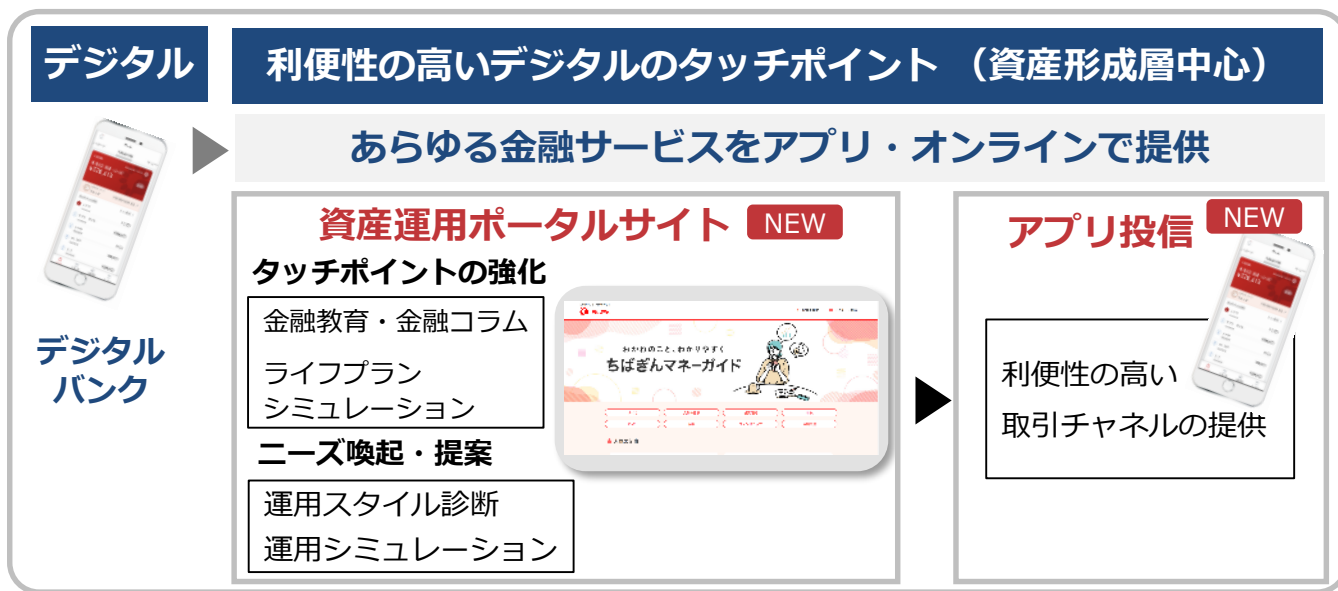 デジタル
利便性の高いデジタルのタッチポイント （資産形成層中心）
あらゆる金融サービスをアプリ・オンラインで提供
デジタル
バンク
資産運用ポータルサイト NEW
タッチポイントの強化
金融教育・金融コラム
ライフプラン
シミュレーション
ニーズ喚起・提案
運用スタイル診断
運用シミュレーション
おかねのこと、わかりやすく
ちばぎんマネーガイド
アプリ投信 NEW
利便性の高い
取引チャネルの提供